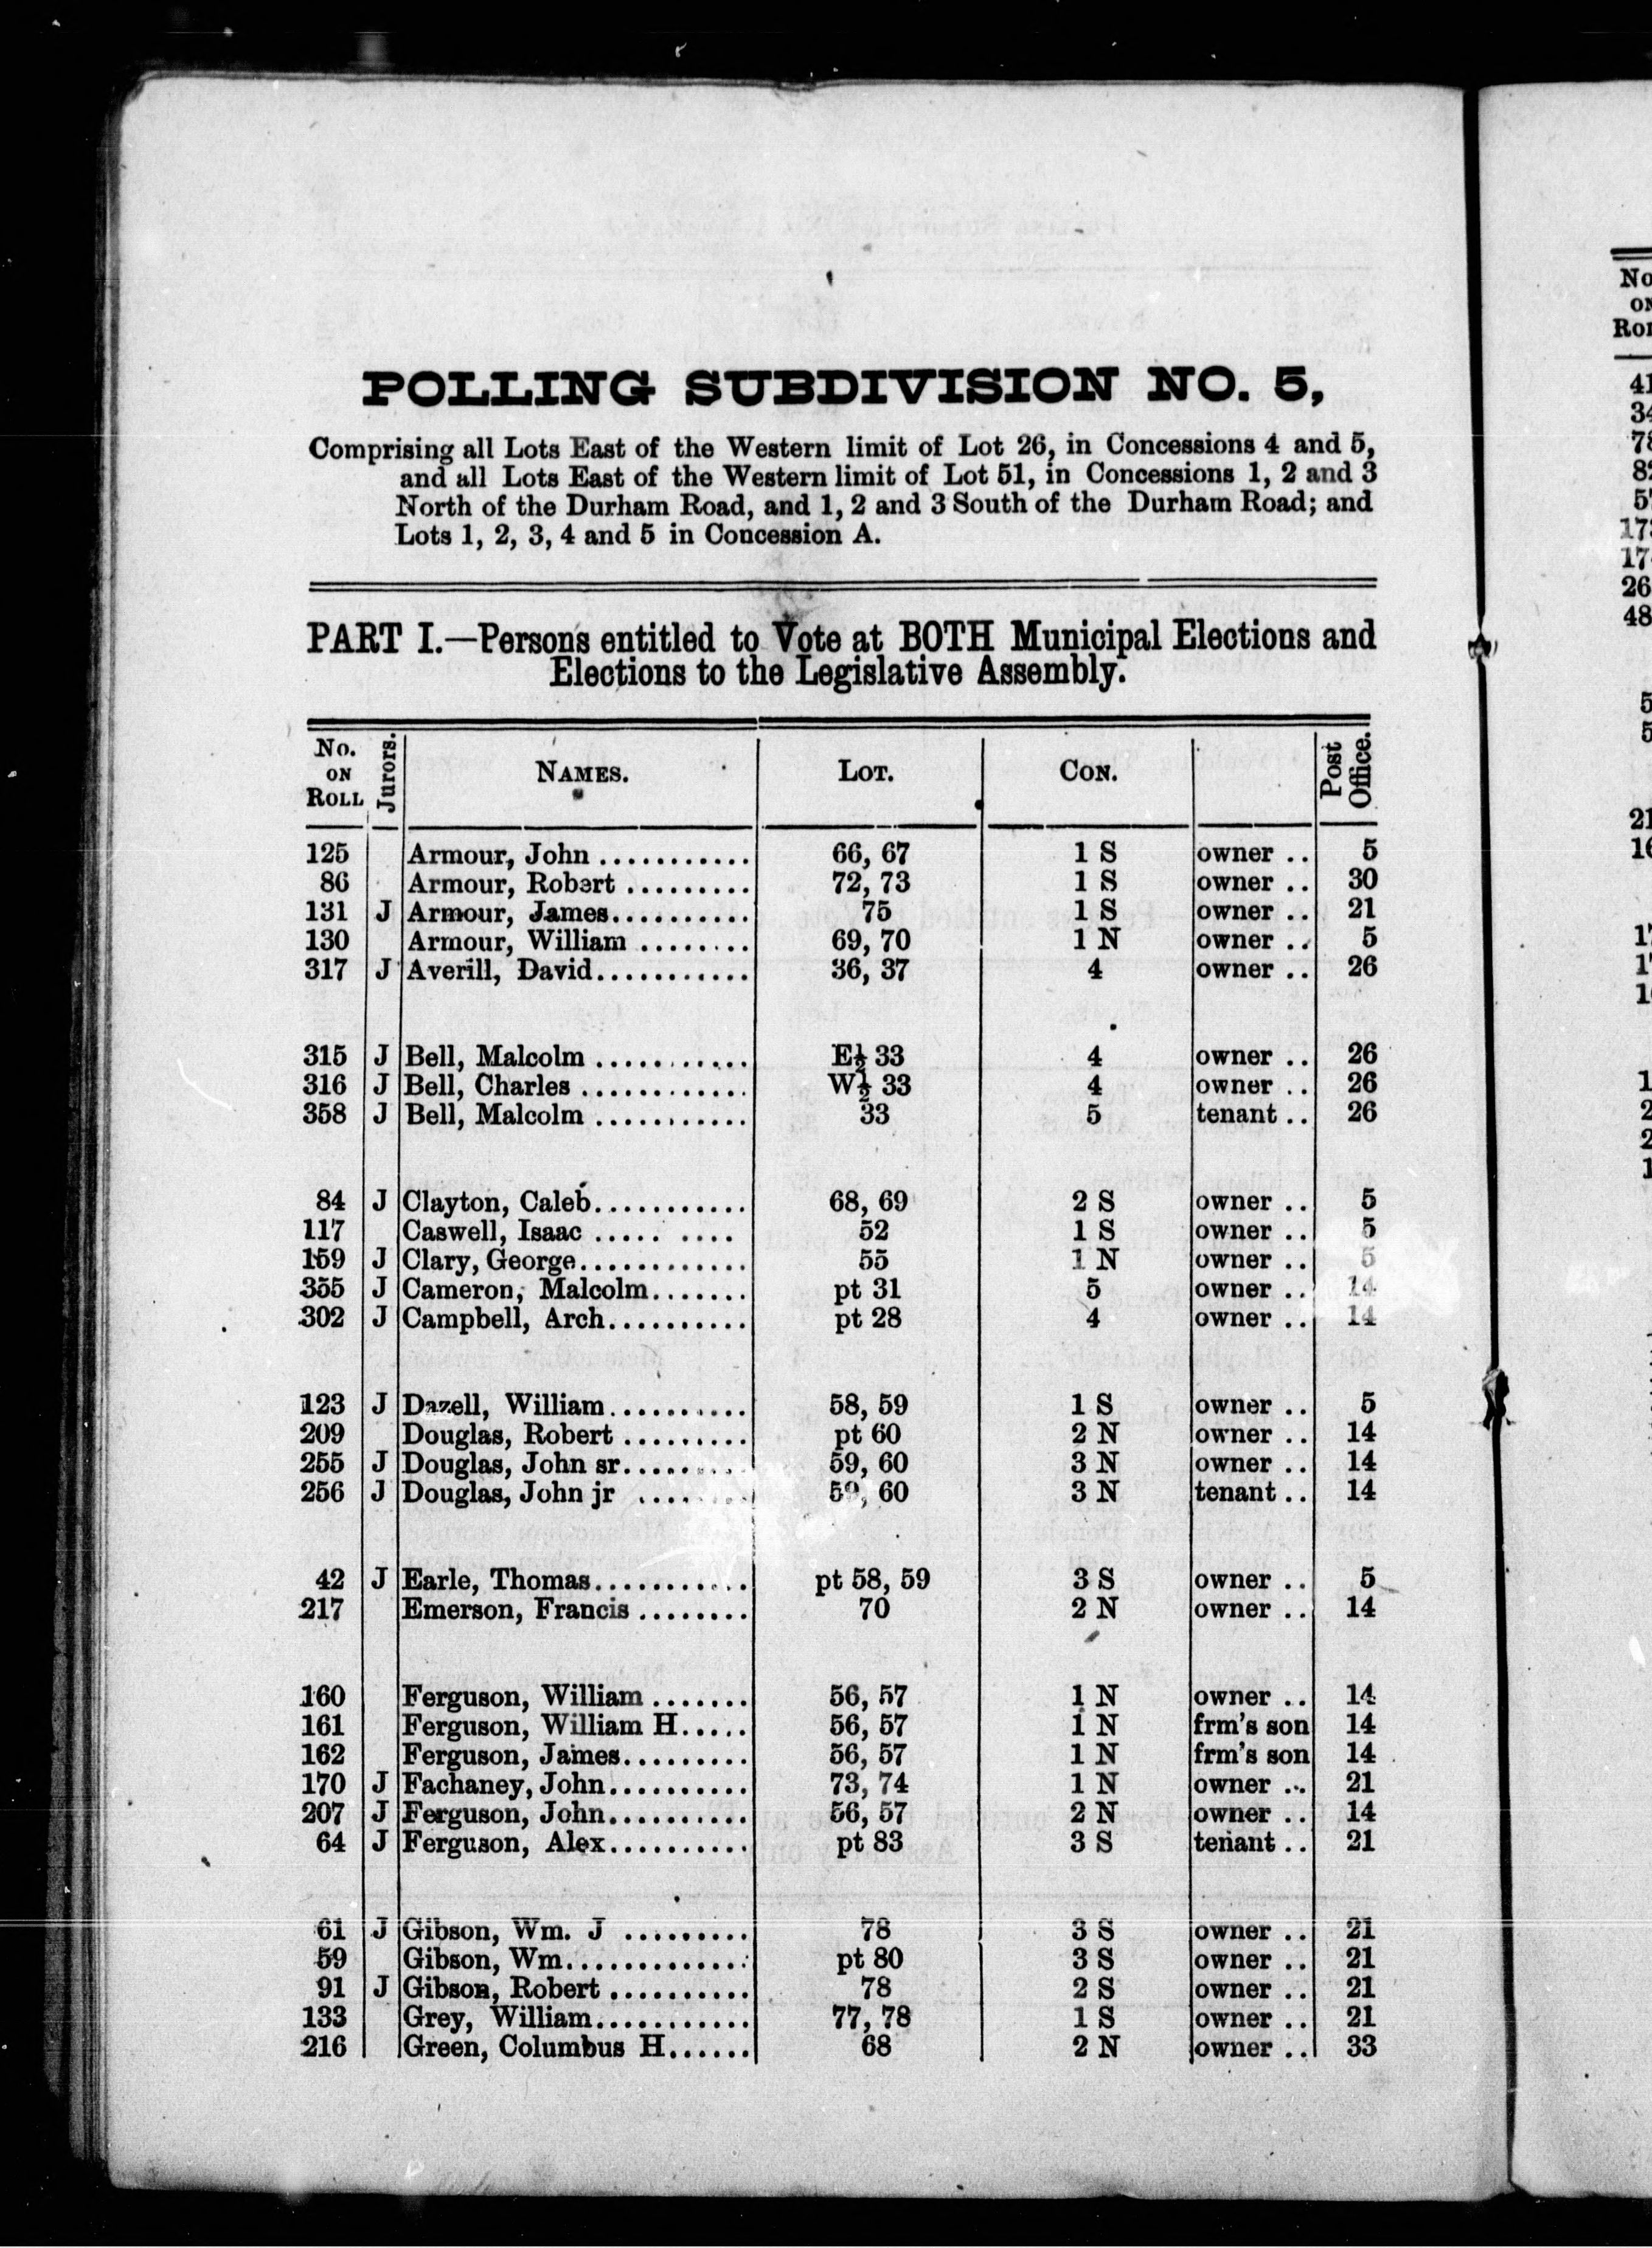 POLLING SUBDIVISION NO. 5,
Comprising all Lots East of the Western limit of Lot 26, in Concessions 4 and 5,
and all Lots East of the Western limit of Lot 51, in Concessions 1, 2 and 3
North of the Durham Road, and 1, 2 and 3 South of the Durham Road; and
Lots 1, 2, 3, 4 and 5 in Concession A.
PART I.—Persons entitled to Vote at BOTH Municipal Elections and
Elections to the Legislative Assembly.
No. ON ROLL Jurors. NAMES. LOT. CON. Post Office.
125 Armour, John ........... 66, 67 1 S owner .. 5
86 Armour, Robert ......... 72, 73 1 S owner .. 30
131 J Armour, James.......... 75 1 S owner .. 21
130 Armour, William ........ 69, 70 1 N owner .. 5
317 J Averill, David........... 36, 37 4 owner .. 26
315 J Bell, Malcolm ........... E½ 33 4 owner .. 26
316 J Bell, Charles ............ W½ 33 4 owner .. 26
358 J Bell, Malcolm ........... 33 5 tenant .. 26
84 J Clayton, Caleb........... 68, 69 2 S owner .. 5
117 Caswell, Isaac ..... .... 52 1 S owner .. 5
159 J Clary, George............ 55 1 N owner .. 5
355 J Cameron, Malcolm....... pt 31 5 owner .. 14
302 J Campbell, Arch.......... pt 28 4 owner .. 14
123 J Dazell, William.......... 58, 59 1 S owner .. 5
209 Douglas, Robert ......... pt 60 2 N owner .. 14
255 J Douglas, John sr......... 59, 60 3 N owner .. 14
256 J Douglas, John jr ........ 59, 60 3 N tenant .. 14
42 J Earle, Thomas........... pt 58, 59 3 S owner .. 5
217 Emerson, Francis ........ 70 2 N owner .. 14
160 Ferguson, William ....... 56, 57 1 N owner .. 14
161 Ferguson, William H..... 56, 57 1 N frm's son 14
162 Ferguson, James......... 56, 57 1 N frm's son 14
170 J Fachaney, John.......... 73, 74 1 N owner .. 21
207 J Ferguson, John.......... 56, 57 2 N owner .. 14
64 J Ferguson, Alex.......... pt 83 3 S tenant .. 21
61 J Gibson, Wm. J ......... 78 3 S owner .. 21
59 Gibson, Wm............. pt 80 3 S owner .. 21
91 J Gibson, Robert .......... 78 2 S owner .. 21
133 Grey, William........... 77, 78 1 S owner .. 21
216 Green, Columbus H...... 68 2 N owner .. 33